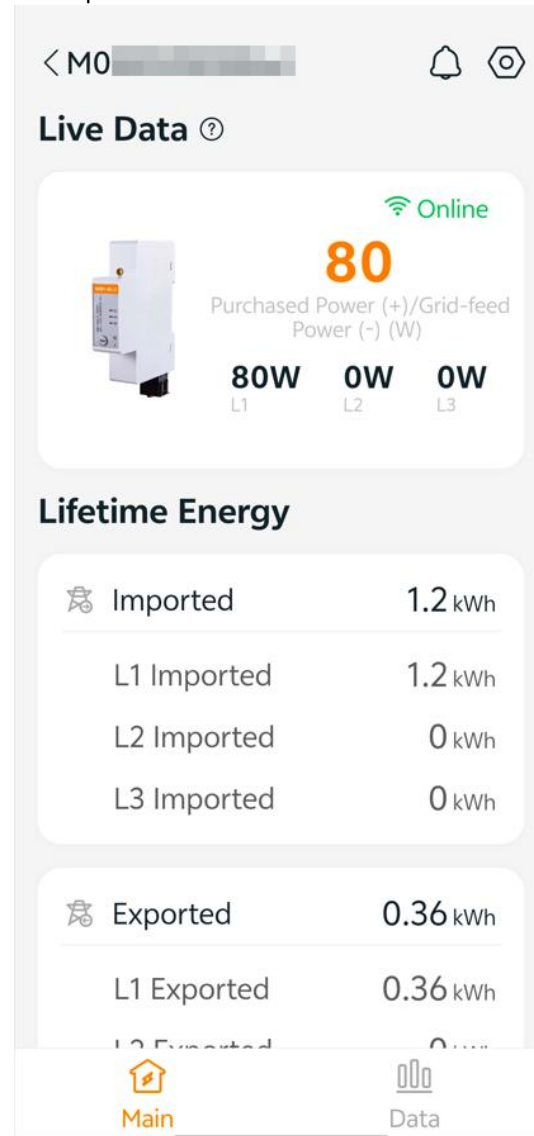 M0
Live Data ?
Online
80
Purchased Power (+)/Grid-feed
Power (-) (W)
80W 0W 0W
L1 L2 L3
Lifetime Energy
Imported 1.2 kWh
L1 Imported 1.2 kWh
L2 Imported 0 kWh
L3 Imported 0 kWh
Exported 0.36 kWh
L1 Exported 0.36 kWh
Main Data